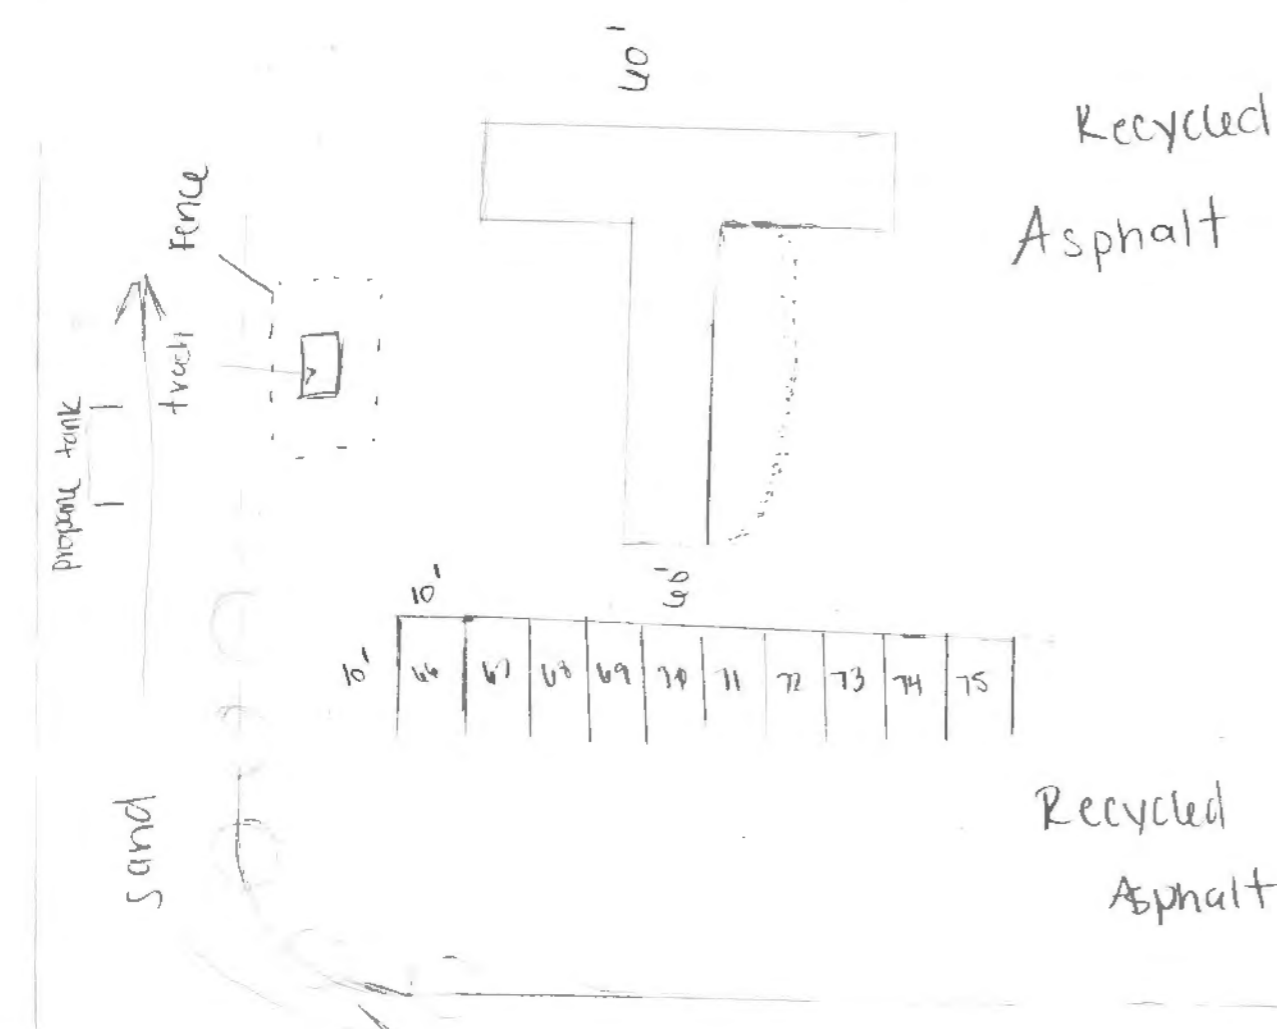 60'
Recycled
Asphalt
Fence
trash
propane tank
60'
10'
10'
66 67 68 69 70 71 72 73 74 75
Sand
Recycled
Asphalt